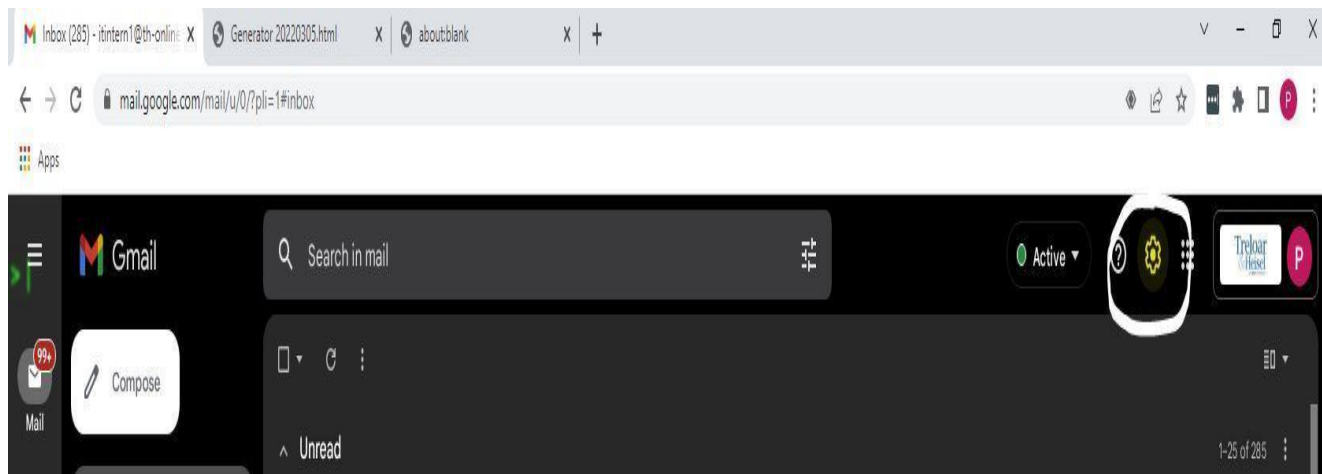 Inbox (285) - itintern1@th-online
Generator 20220305.html
about:blank
mail.google.com/mail/u/0/?pli=1#inbox
P
Apps
Gmail
Search in mail
Active
Treloar
&Heisel
P
99+
Compose
Mail
Unread
1-25 of 285